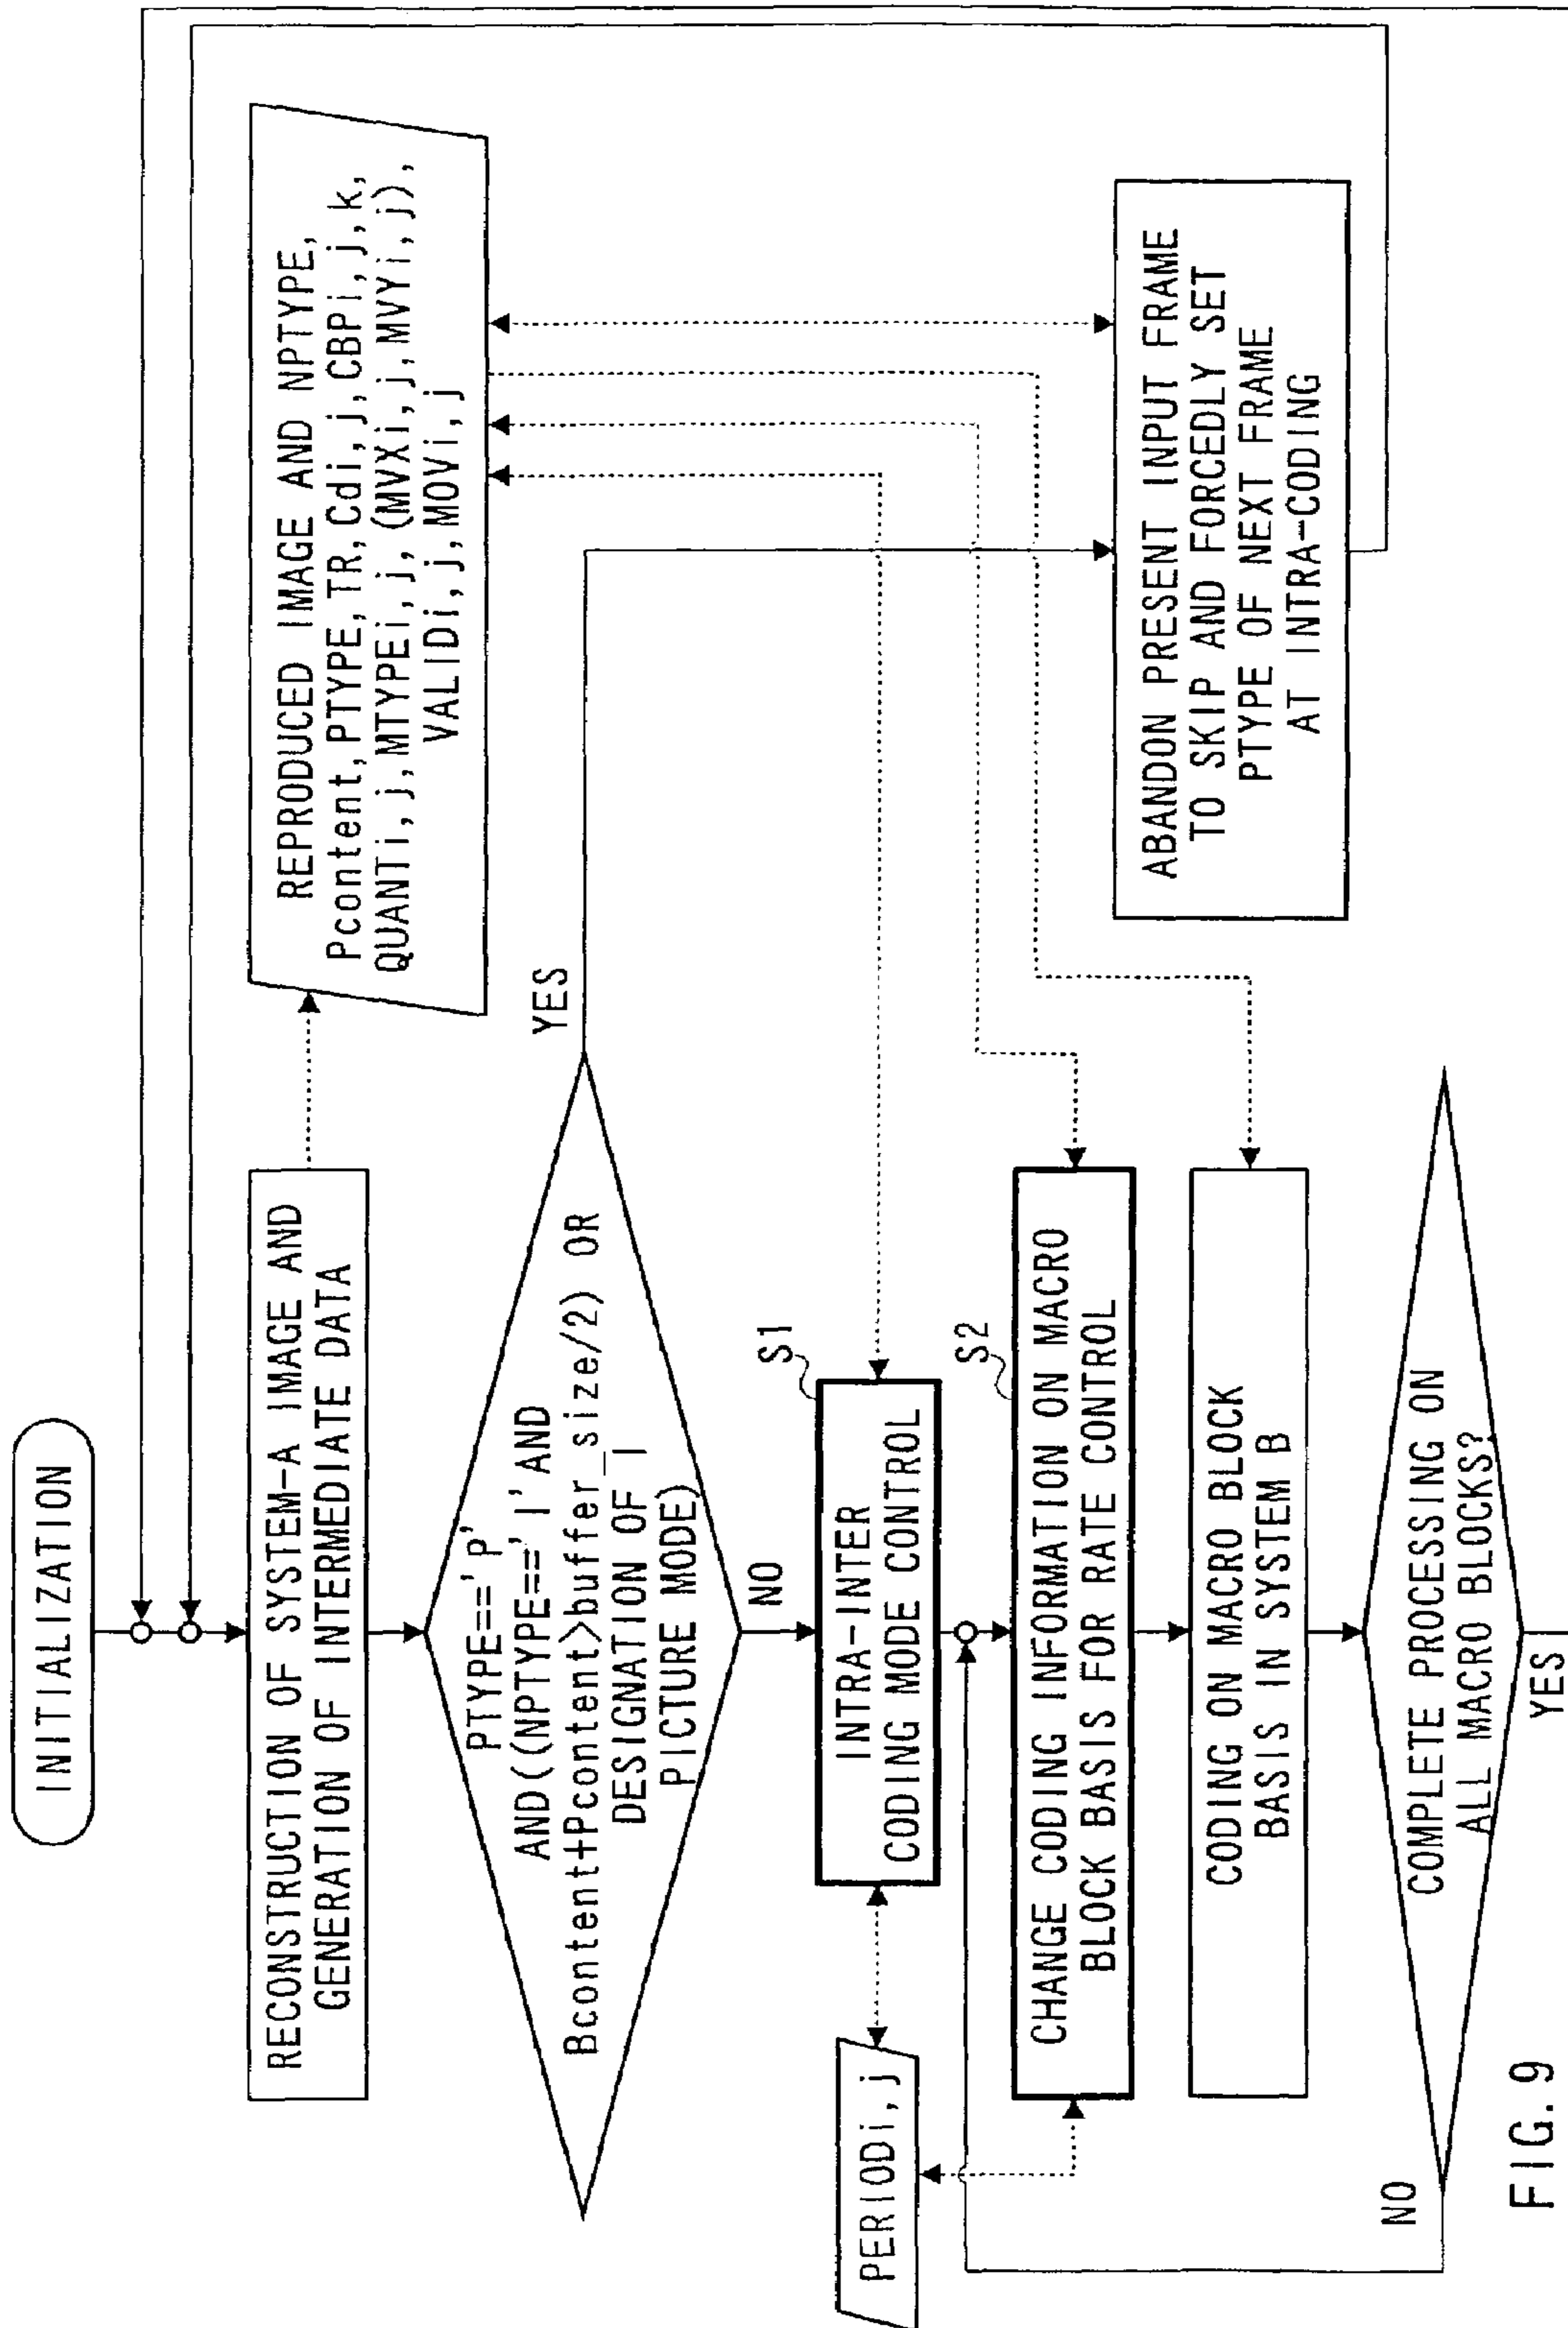 INITIALIZATION
RECONSTRUCTION OF SYSTEM-A IMAGE AND
GENERATION OF INTERMEDIATE DATA
REPRODUCED IMAGE AND NPTYPE,
Pcontent,PTYPE,TR,Cdi,j,CBPi,j,k,
QUANTi,j,MTYPEi,j,(MVXi,j,MVYi,j),
VALIDi,j,MOVi,j
PTYPE=='P'
AND((NPTYPE=='I'AND
Bcontent+Pcontent>buffer_size/2) OR
DESIGNATION OF I
PICTURE MODE)
YES
NO
S1
INTRA-INTER
CODING MODE CONTROL
PERIODi,j
S2
CHANGE CODING INFORMATION ON MACRO
BLOCK BASIS FOR RATE CONTROL
CODING ON MACRO BLOCK
BASIS IN SYSTEM B
ABANDON PRESENT INPUT FRAME
TO SKIP AND FORCEDLY SET
PTYPE OF NEXT FRAME
AT INTRA-CODING
COMPLETE PROCESSING ON
ALL MACRO BLOCKS?
NO
YES
FIG.9